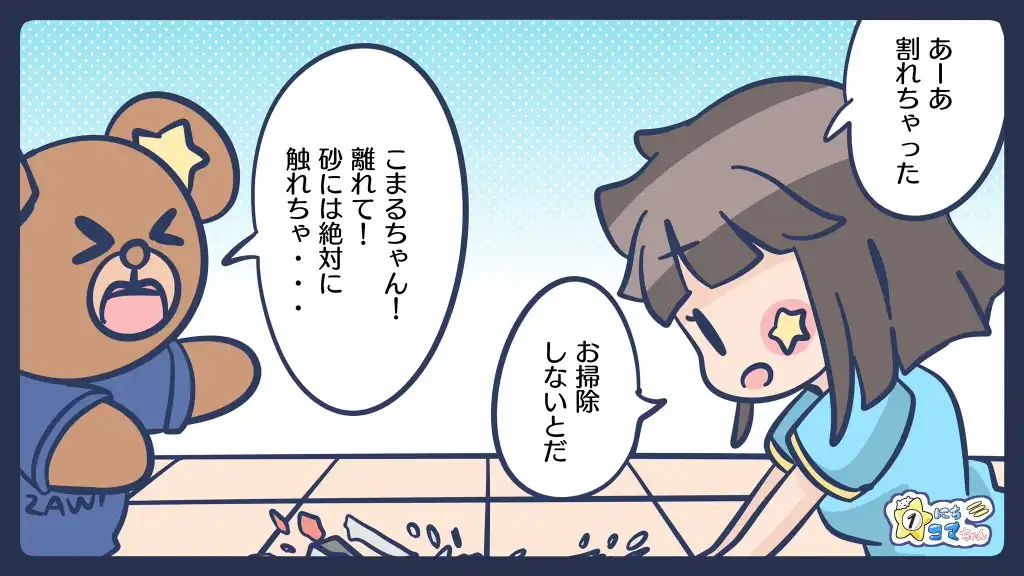 あーあ
割れちゃった
お掃除
しないとだ
こまるちゃん！
離れて！
砂には絶対に
触れちゃ・・・
ZAWI
1
にち
コマ
ちゃん